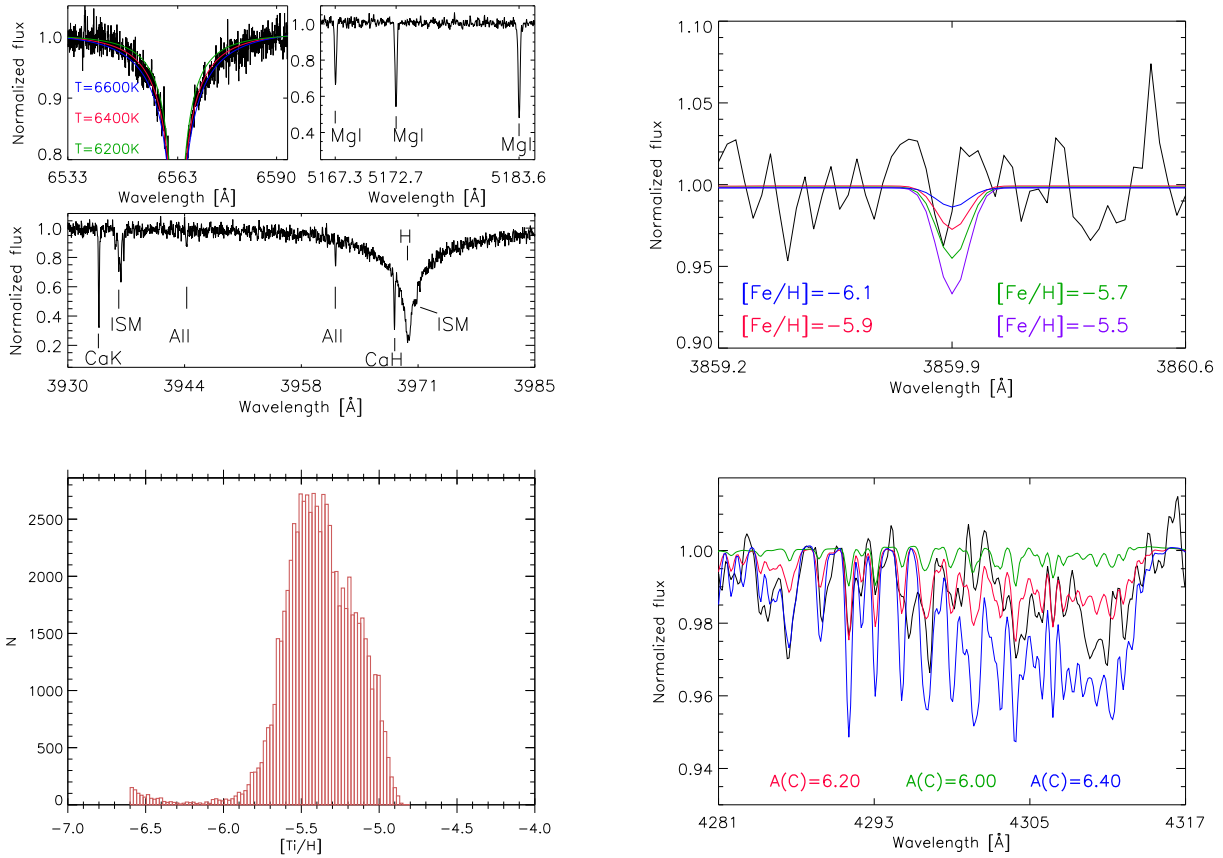 Normalized flux
1.0
0.9
0.8
T=6600K
T=6400K
T=6200K
6533
6563
6590
Wavelength [Å]
1.0
0.8
0.6
0.4
MgI
MgI
MgI
5167.3
5172.7
5183.6
Wavelength [Å]
Normalized flux
1.0
0.8
0.6
0.4
0.2
CaK
ISM
AlI
AlI
CaH
H
ISM
3930
3944
3958
3971
3985
Wavelength [Å]
Normalized flux
1.10
1.05
1.00
0.95
0.90
[Fe/H]=−6.1
[Fe/H]=−5.7
[Fe/H]=−5.9
[Fe/H]=−5.5
3859.2
3859.9
3860.6
Wavelength [Å]
N
2500
2000
1500
1000
500
0
−7.0
−6.5
−6.0
−5.5
−5.0
−4.5
−4.0
[Ti/H]
Normalized flux
1.00
0.98
0.96
0.94
A(C)=6.20
A(C)=6.00
A(C)=6.40
4281
4293
4305
4317
Wavelength [Å]